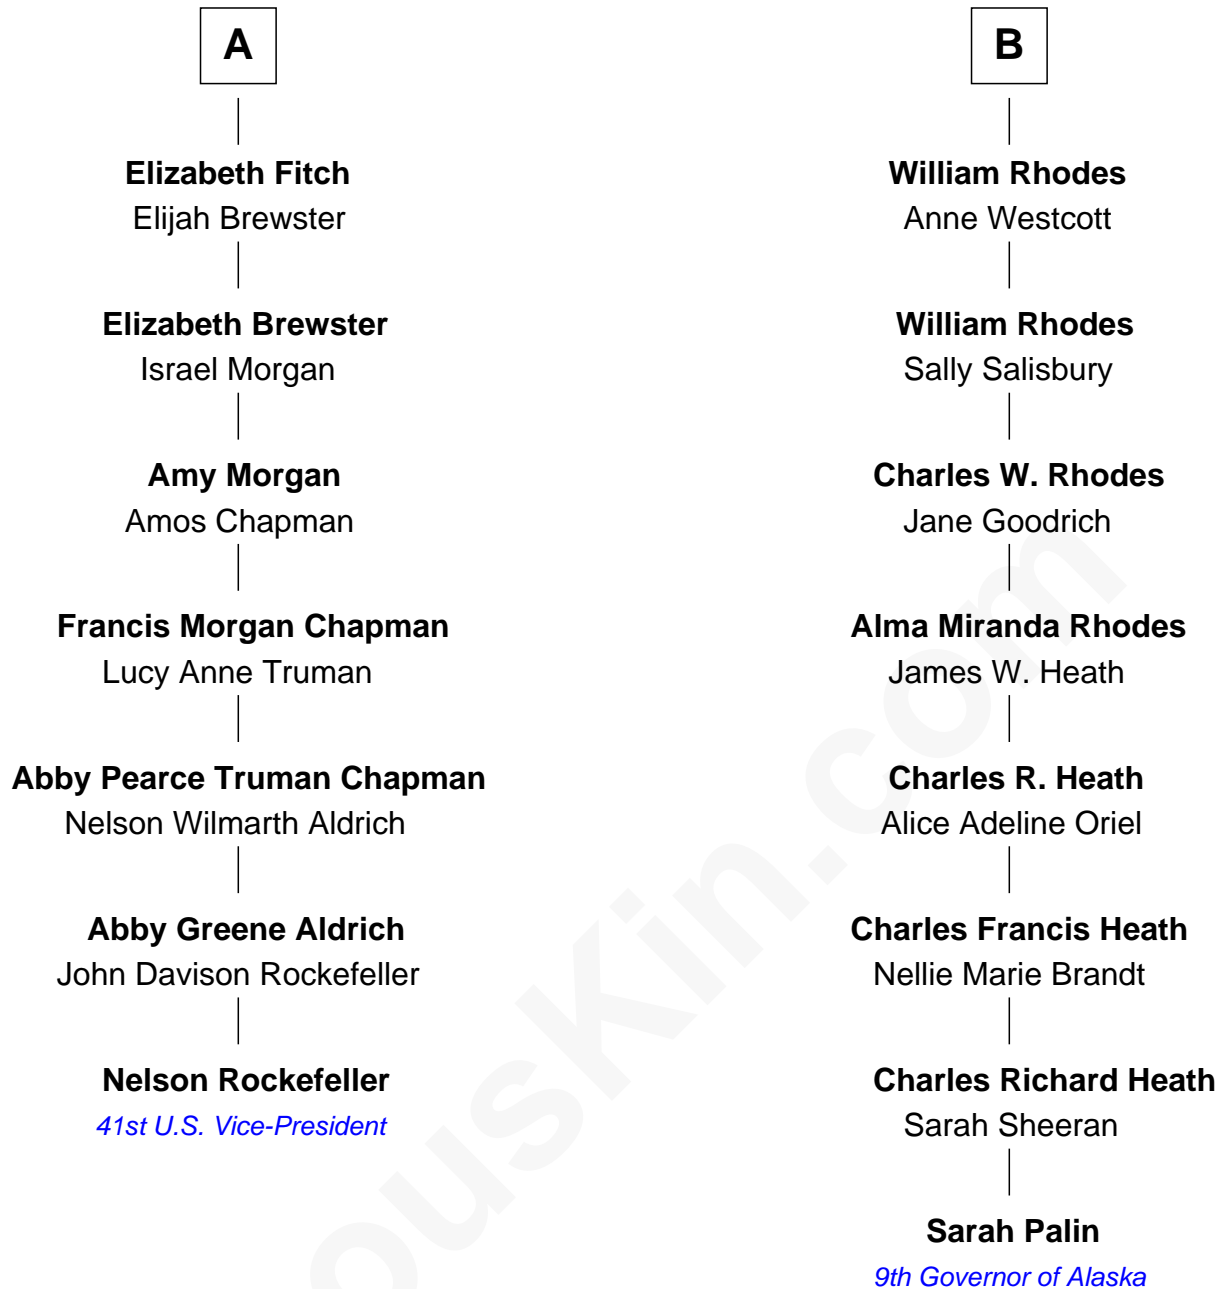 A
Elizabeth Fitch
Elijah Brewster
Elizabeth Brewster
Israel Morgan
Amy Morgan
Amos Chapman
Francis Morgan Chapman
Lucy Anne Truman
Abby Pearce Truman Chapman
Nelson Wilmarth Aldrich
Abby Greene Aldrich
John Davison Rockefeller
Nelson Rockefeller
41st U.S. Vice-President
B
William Rhodes
Anne Westcott
William Rhodes
Sally Salisbury
Charles W. Rhodes
Jane Goodrich
Alma Miranda Rhodes
James W. Heath
Charles R. Heath
Alice Adeline Oriel
Charles Francis Heath
Nellie Marie Brandt
Charles Richard Heath
Sarah Sheeran
Sarah Palin
9th Governor of Alaska
ousKin.com